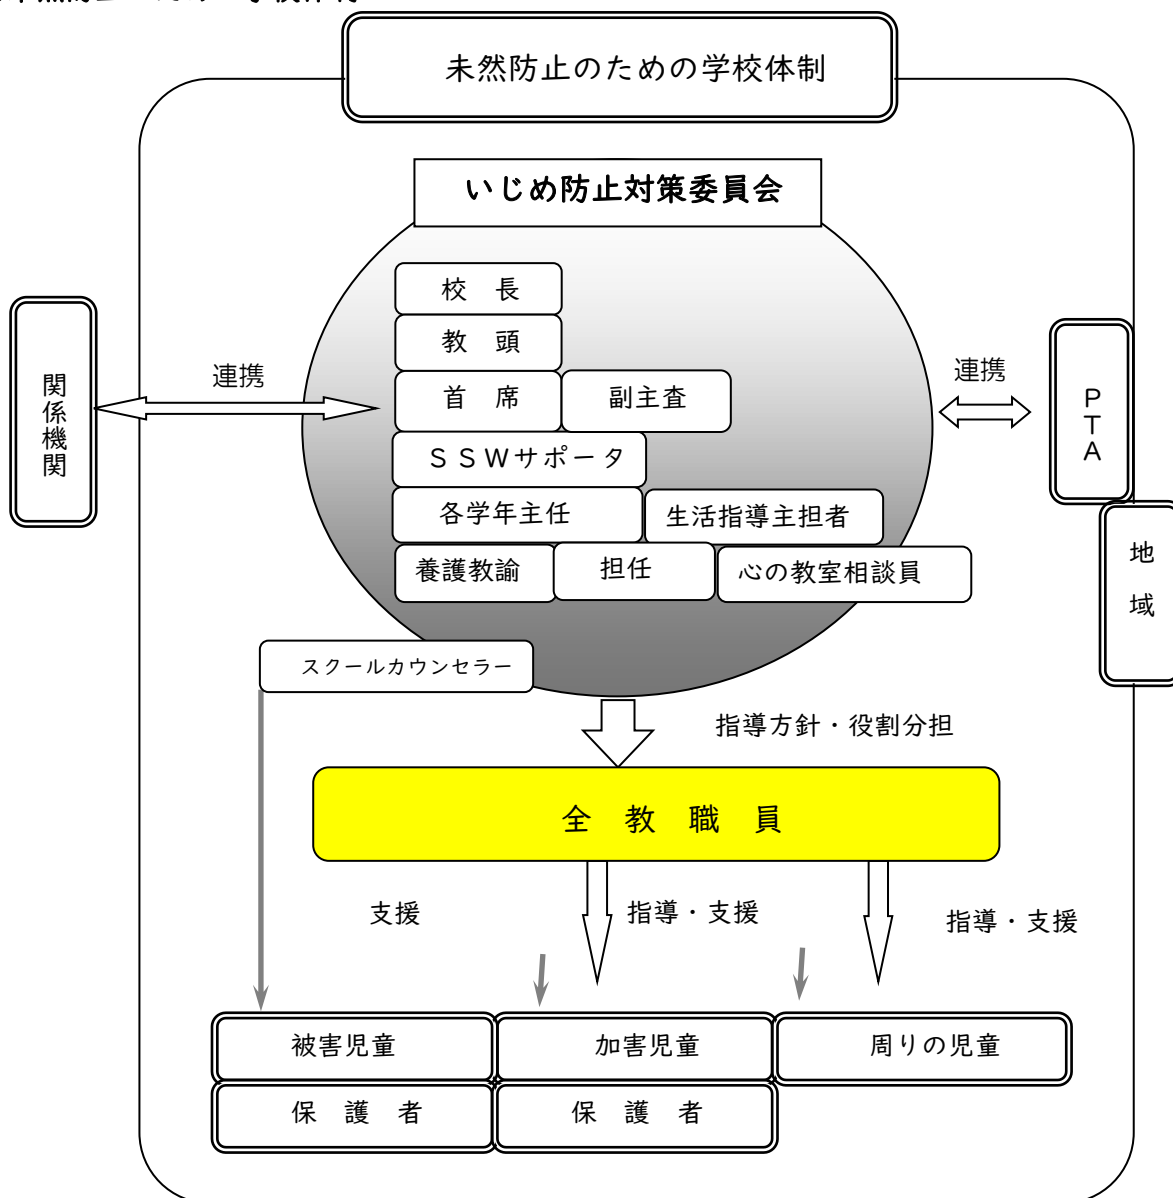 未然防止のための学校体制
いじめ防止対策委員会
校　長
教　頭
首　席
副主査
ＳＳＷサポータ
各学年主任
生活指導主担者
養護教諭
担任
心の教室相談員
スクールカウンセラー
関係機関
連携
連携
ＰＴＡ
地域
指導方針・役割分担
全　教　職　員
支援
指導・支援
指導・支援
被害児童
加害児童
周りの児童
保　護　者
保　護　者